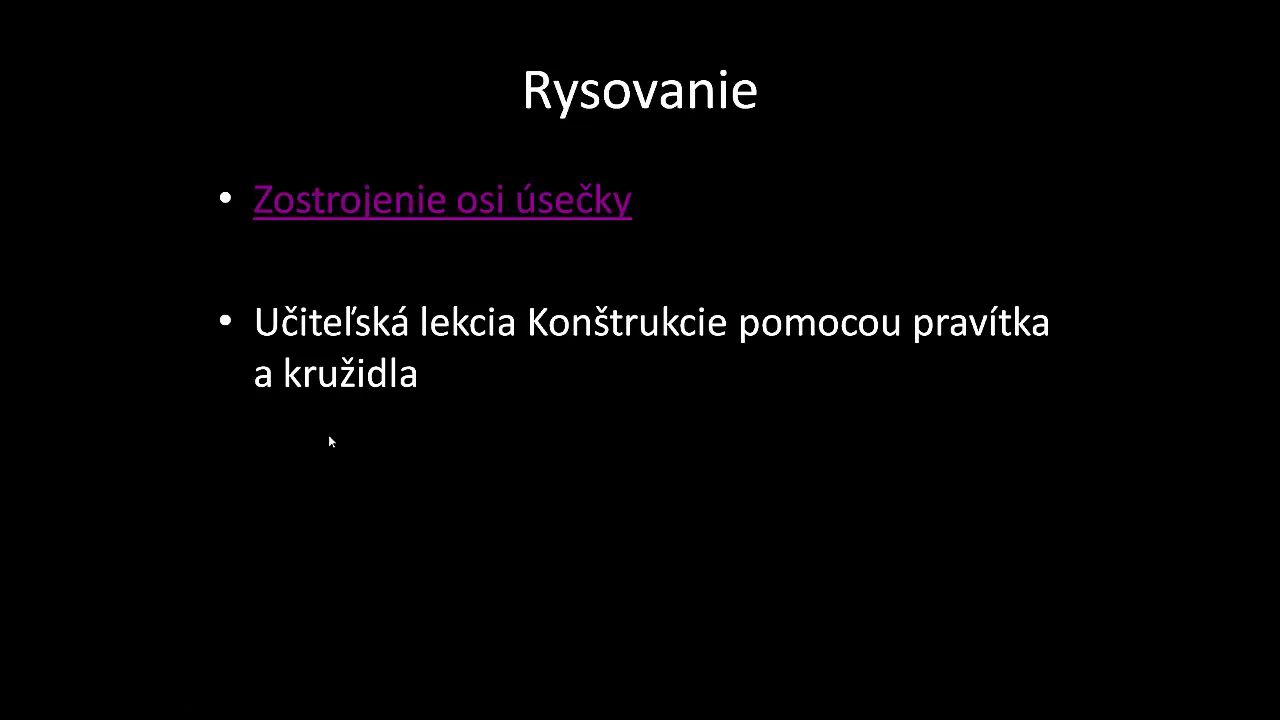 Rysovanie
• Zostrojenie osi úsečky
• Učiteľská lekcia Konštrukcie pomocou pravítka
a kružidla